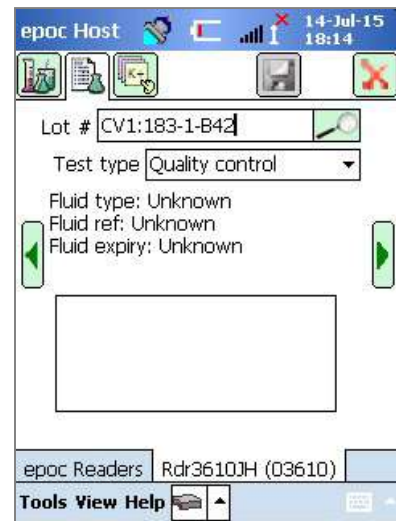 epoc Host 14-Jul-15
18:14
K+
Lot # CV1:183-1-B42
Test type Quality control
Fluid type: Unknown
Fluid ref: Unknown
Fluid expiry: Unknown
epoc Readers Rdr3610JH (03610)
Tools View Help